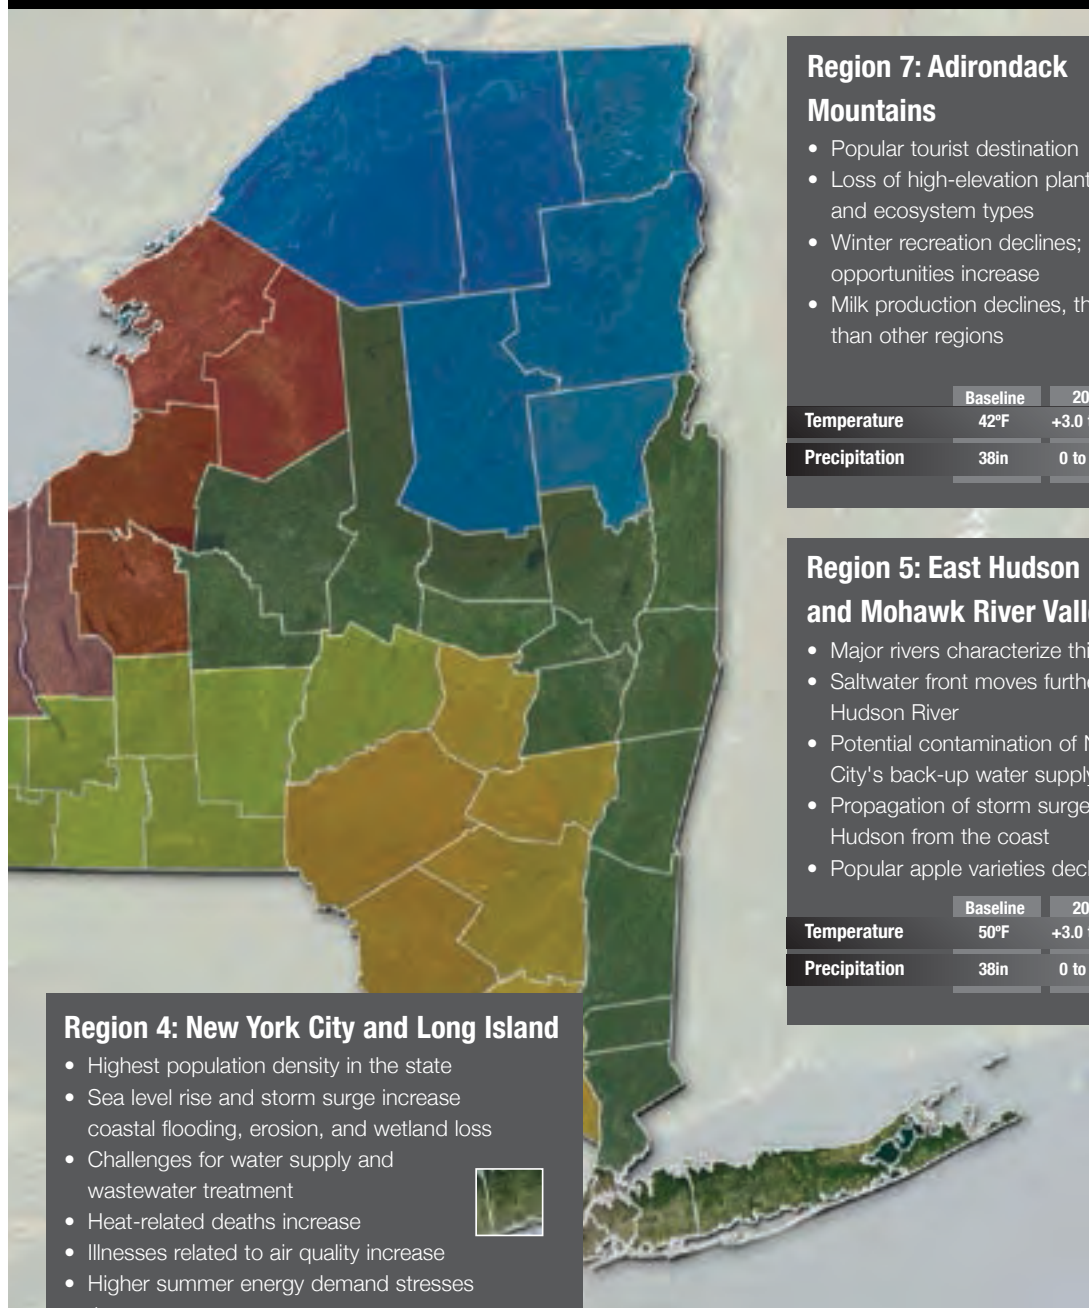 Region 7: Adirondack
Mountains
• Popular tourist destination
• Loss of high-elevation plant
and ecosystem types
• Winter recreation declines;
opportunities increase
• Milk production declines,
than other regions
Baseline 20
Temperature 42ºF +3.0
Precipitation 38in 0 to
Region 5: East Hudson
and Mohawk River
• Major rivers characterize
• Saltwater front moves
Hudson River
• Potential contamination of
City's back-up water
• Propagation of storm surge
Hudson from the coast
• Popular apple varieties
Baseline 20
Temperature 50ºF +3.0
Precipitation 38in 0 to
Region 4: New York City and Long Island
• Highest population density in the state
• Sea level rise and storm surge increase
coastal flooding, erosion, and wetland loss
• Challenges for water supply and
wastewater treatment
• Heat-related deaths increase
• Illnesses related to air quality increase
• Higher summer energy demand stresses